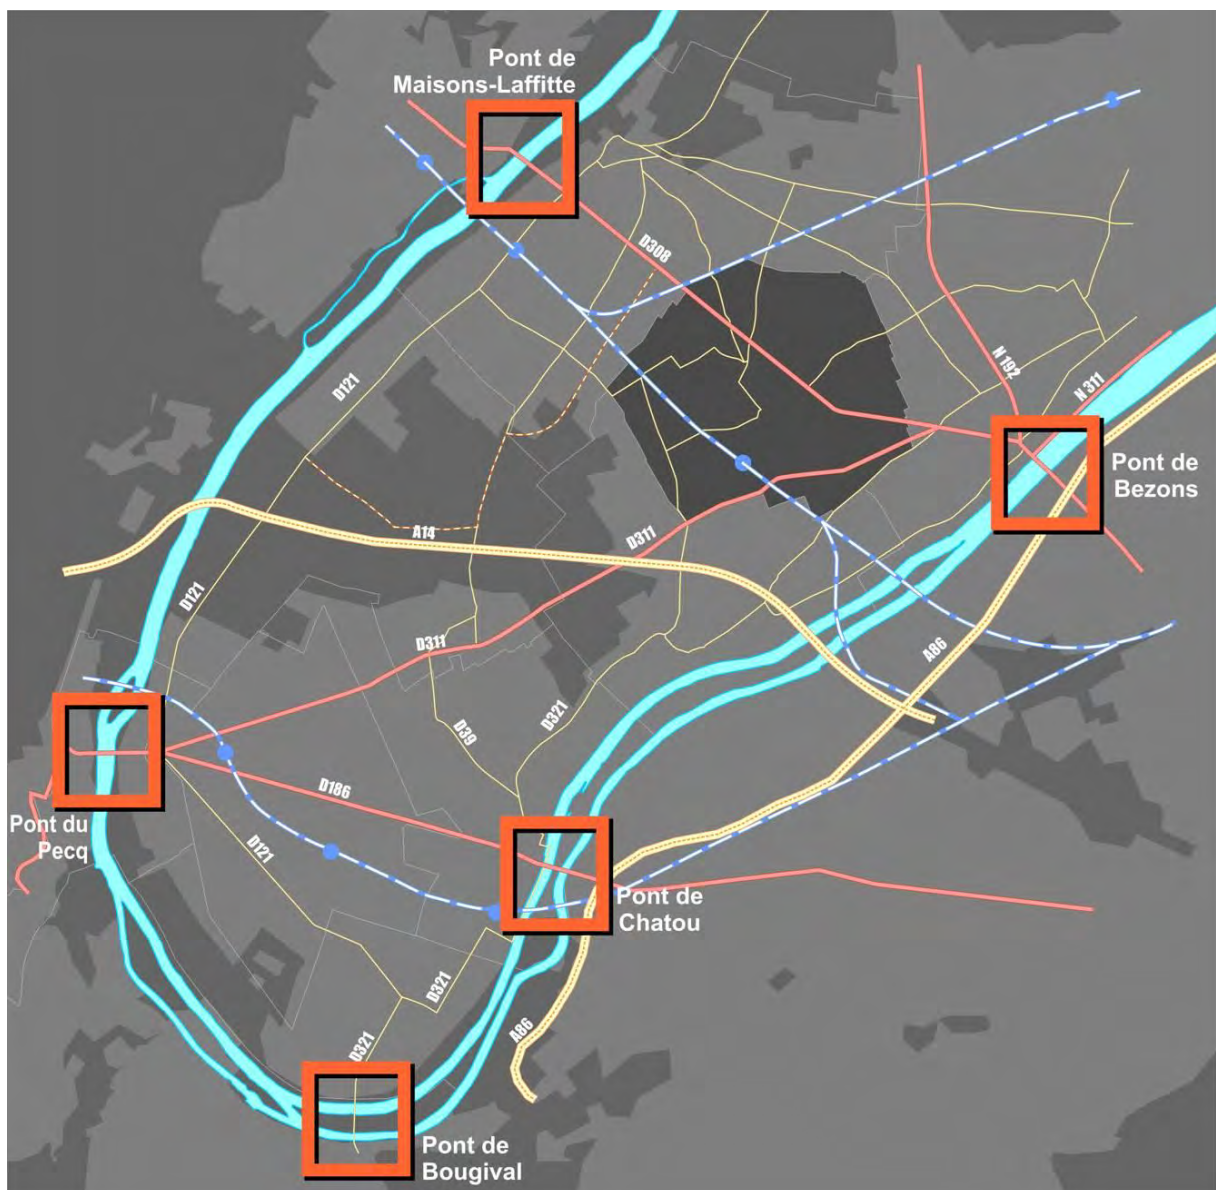 Pont de
Maisons-Laffitte
D308
N 192
N 311
D121
Pont de
Bezons
A14
D311
D121
D311
A86
D321
D39
D186
Pont du
Pecq
D121
Pont de
Chatou
D321
A86
D321
Pont de
Bougival